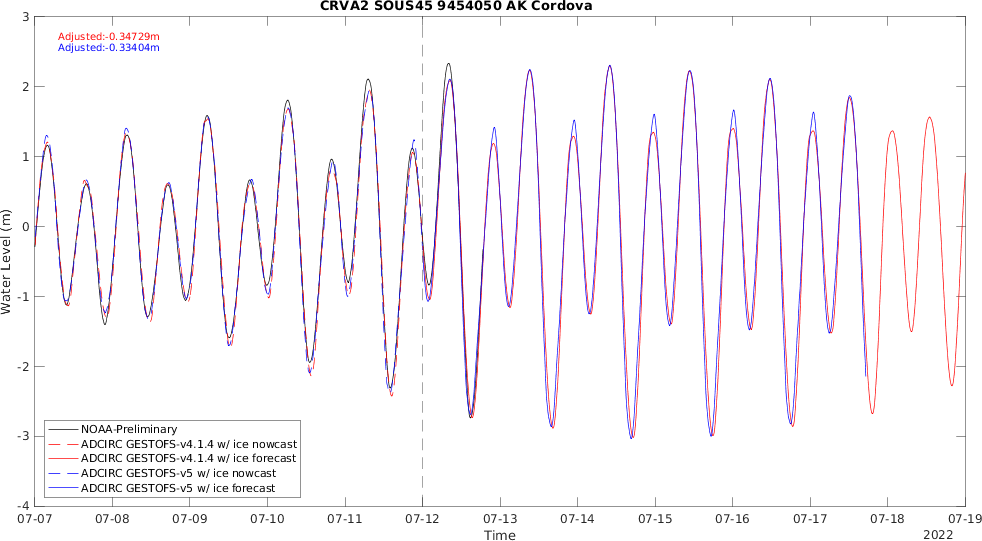 CRVA2 SOUS45 9454050 AK Cordova
Adjusted:-0.34729m
Adjusted:-0.33404m
3
2
1
0
-1
-2
-3
-4
Water Level (m)
NOAA-Preliminary
ADCIRC GESTOFS-v4.1.4 w/ ice nowcast
ADCIRC GESTOFS-v4.1.4 w/ ice forecast
ADCIRC GESTOFS-v5 w/ ice nowcast
ADCIRC GESTOFS-v5 w/ ice forecast
07-07 07-08 07-09 07-10 07-11 07-12 07-13 07-14 07-15 07-16 07-17 07-18 07-19
Time
2022